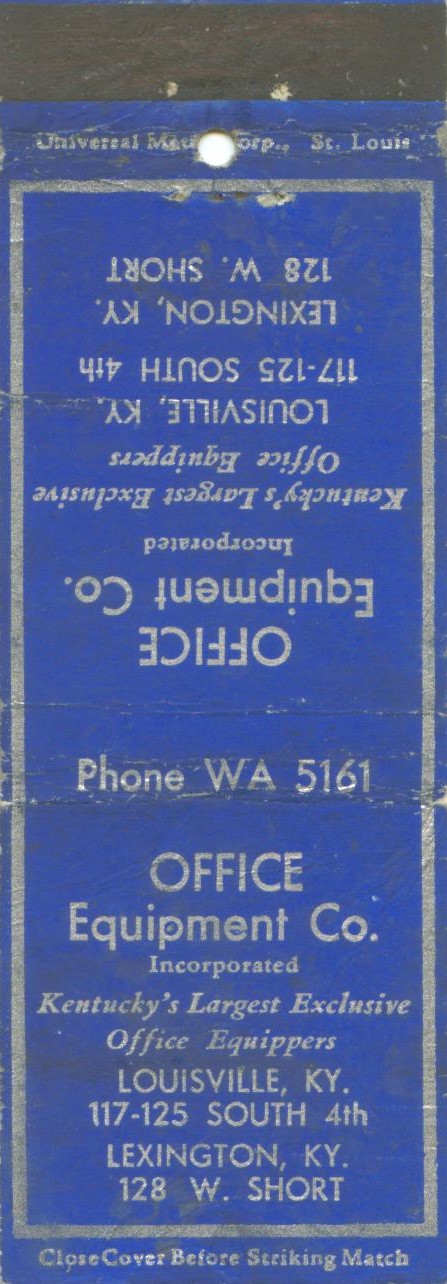 Universal Match Corp., St. Louis
OFFICE
Equipment Co.
Incorporated
Kentucky's Largest Exclusive
Office Equippers
LOUISVILLE, KY.
117-125 SOUTH 4th
LEXINGTON, KY.
128 W. SHORT
Phone WA 5161
OFFICE
Equipment Co.
Incorporated
Kentucky's Largest Exclusive
Office Equippers
LOUISVILLE, KY.
117-125 SOUTH 4th
LEXINGTON, KY.
128 W. SHORT
Close Cover Before Striking Match